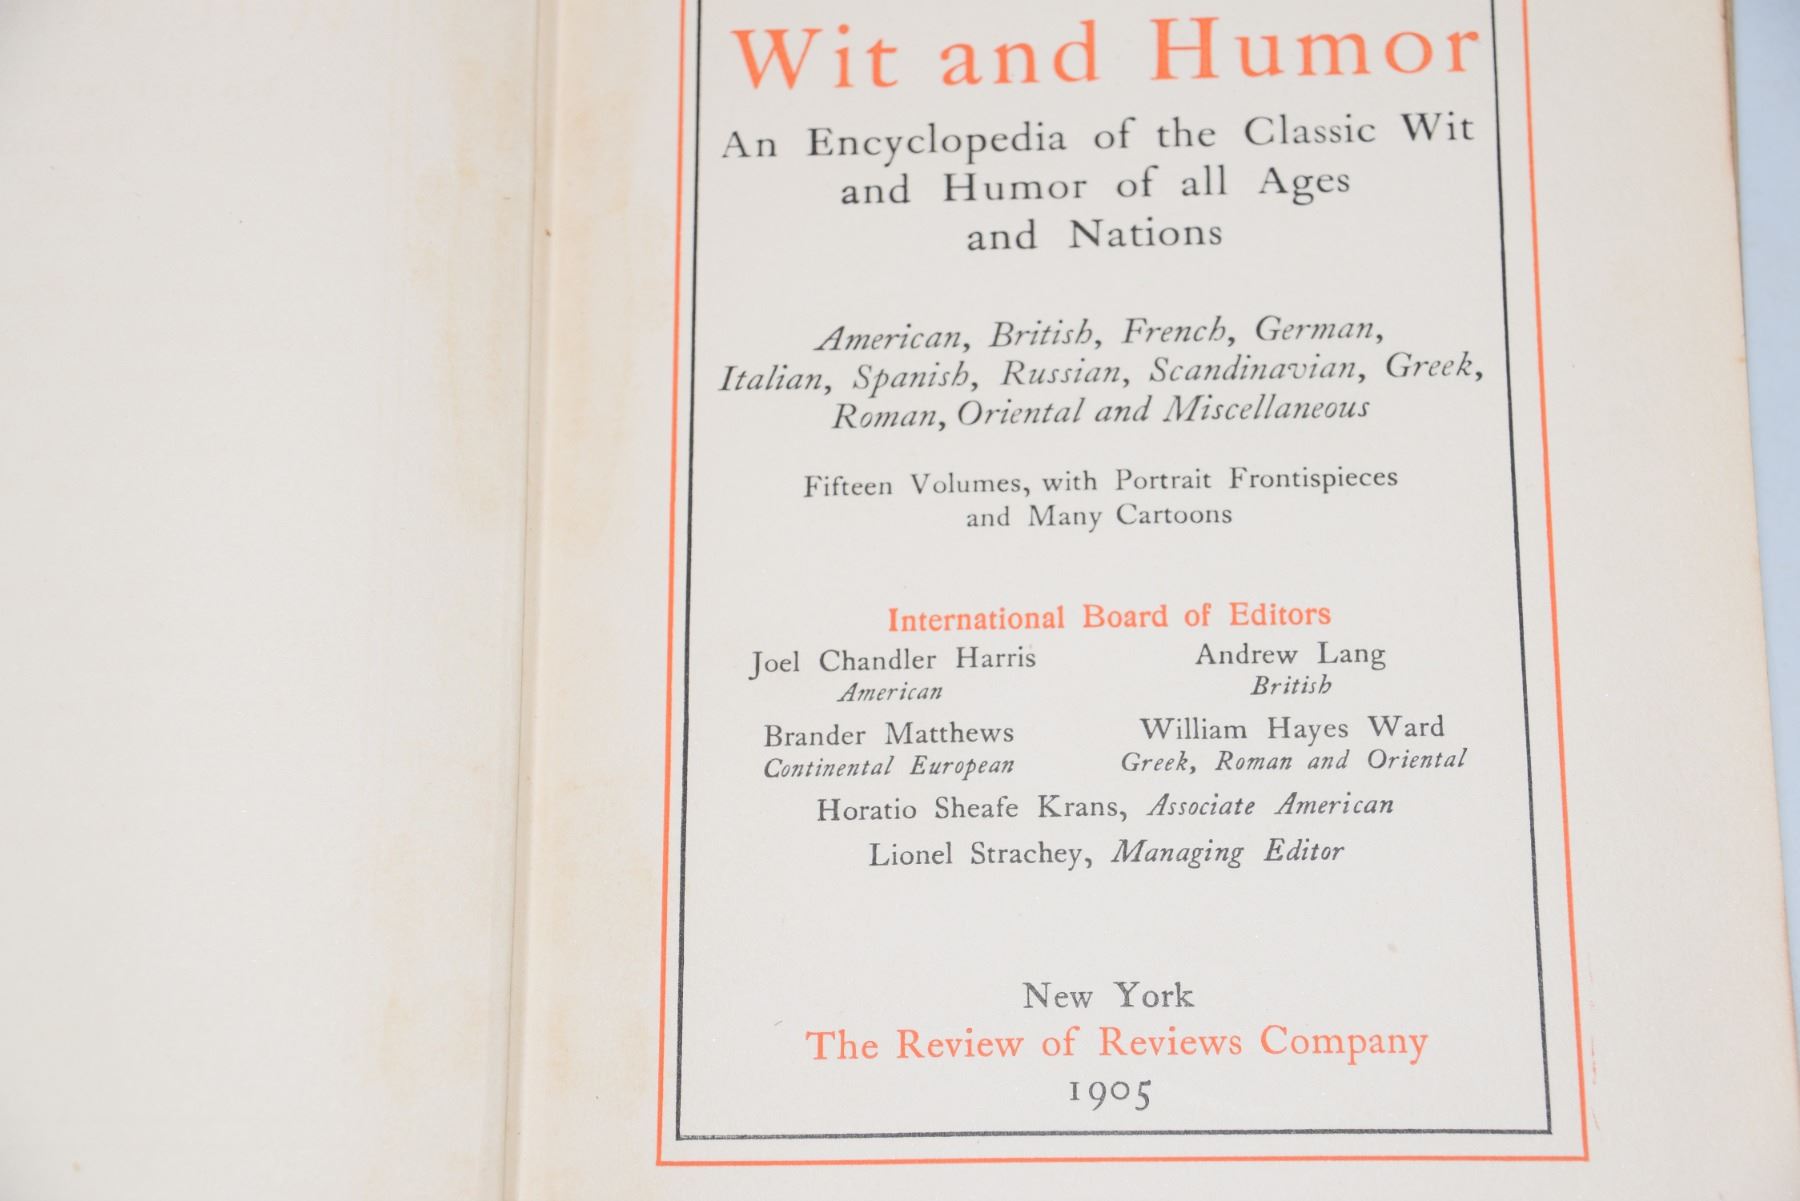 Wit and Humor
An Encyclopedia of the Classic Wit
and Humor of all Ages
and Nations
American, British, French, German,
Italian, Spanish, Russian, Scandinavian, Greek,
Roman, Oriental and Miscellaneous
Fifteen Volumes, with Portrait Frontispieces
and Many Cartoons
International Board of Editors
Joel Chandler Harris
American
Andrew Lang
British
Brander Matthews
Continental European
William Hayes Ward
Greek, Roman and Oriental
Horatio Sheafe Krans, Associate American
Lionel Strachey, Managing Editor
New York
The Review of Reviews Company
1905